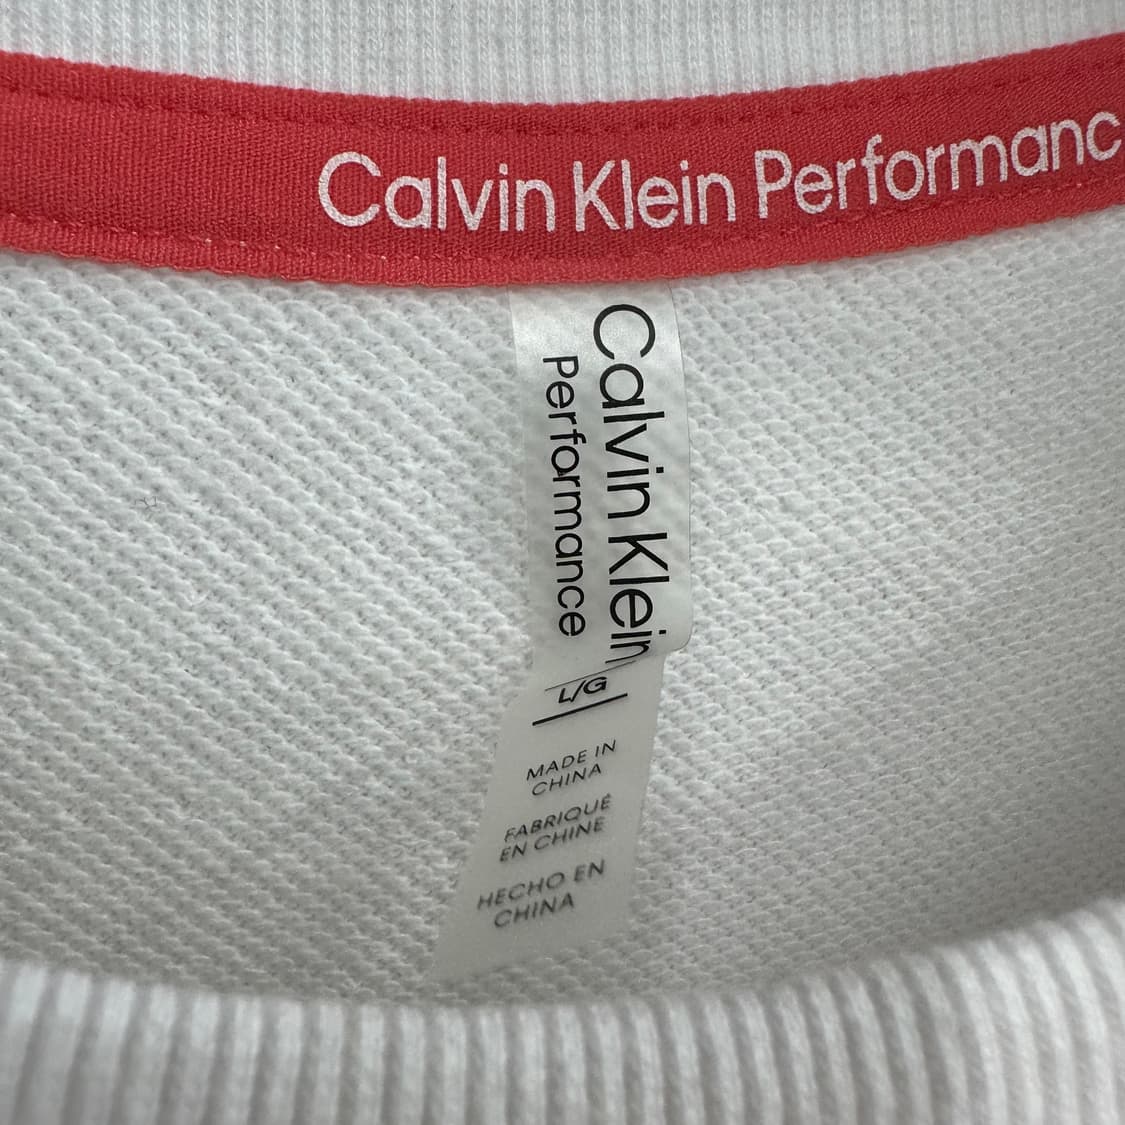 Calvin Klein Performanc
Calvin Klein
Performance
L/G
MADE IN
CHINA
FABRIQUÉ
EN CHINE
HECHO EN
CHINA